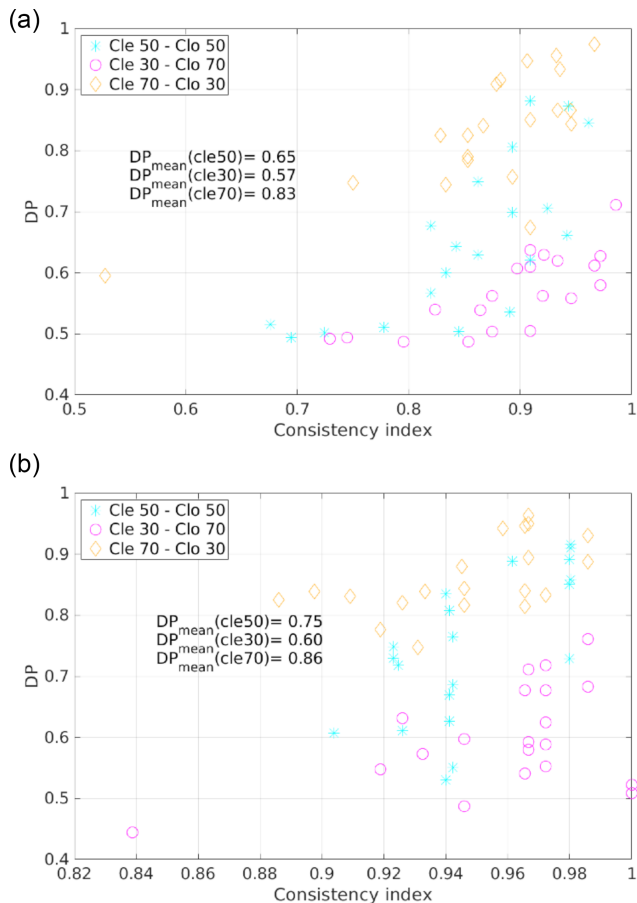 (a)
1
Cle 50 - Clo 50
Cle 30 - Clo 70
0.9
Cle 70 - Clo 30
0.8
DPmean(cle50)= 0.65
DPmean(cle30)= 0.57
DPmean(cle70)= 0.83
DP
0.7
0.6
0.5
0.4
0.5 0.6 0.7 0.8 0.9 1
Consistency index
(b)
1
Cle 50 - Clo 50
Cle 30 - Clo 70
0.9
Cle 70 - Clo 30
0.8
DPmean(cle50)= 0.75
DPmean(cle30)= 0.60
DPmean(cle70)= 0.86
DP
0.7
0.6
0.5
0.4
0.82 0.84 0.86 0.88 0.9 0.92 0.94 0.96 0.98 1
Consistency index